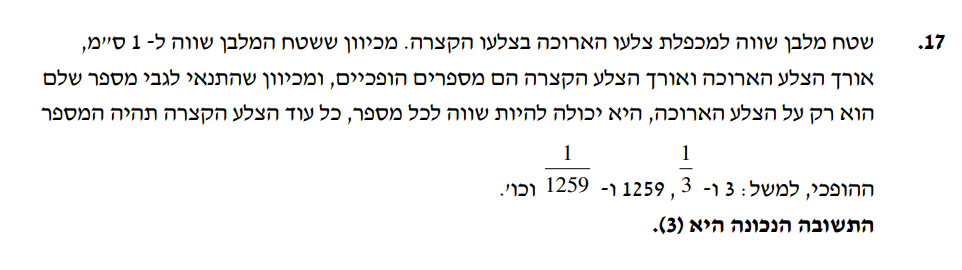 17. שטח מלבן שווה למכפלת צלעו הארוכה בצלעו הקצרה. מכיוון ששטח המלבן שווה ל- 1 ס״מ,
אורך הצלע הארוכה ואורך הצלע הקצרה הם מספרים הופכיים, ומכיוון שהתנאי לגבי מספר שלם
הוא רק על הצלע הארוכה, היא יכולה להיות שווה לכל מספר, כל עוד הצלע הקצרה תהיה המספר
ההופכי, למשל: 3 ו- 1/3, 1259 ו- 1/1259 וכו׳.
התשובה הנכונה היא (3).